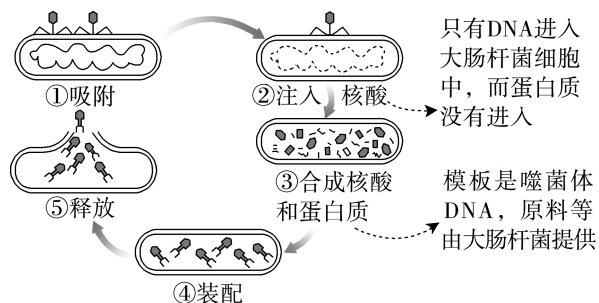 ①吸附
②注入 核酸
只有DNA进入
大肠杆菌细胞
中，而蛋白质
没有进入
③合成核酸
和蛋白质
模板是噬菌体
DNA，原料等
由大肠杆菌提供
④装配
⑤释放